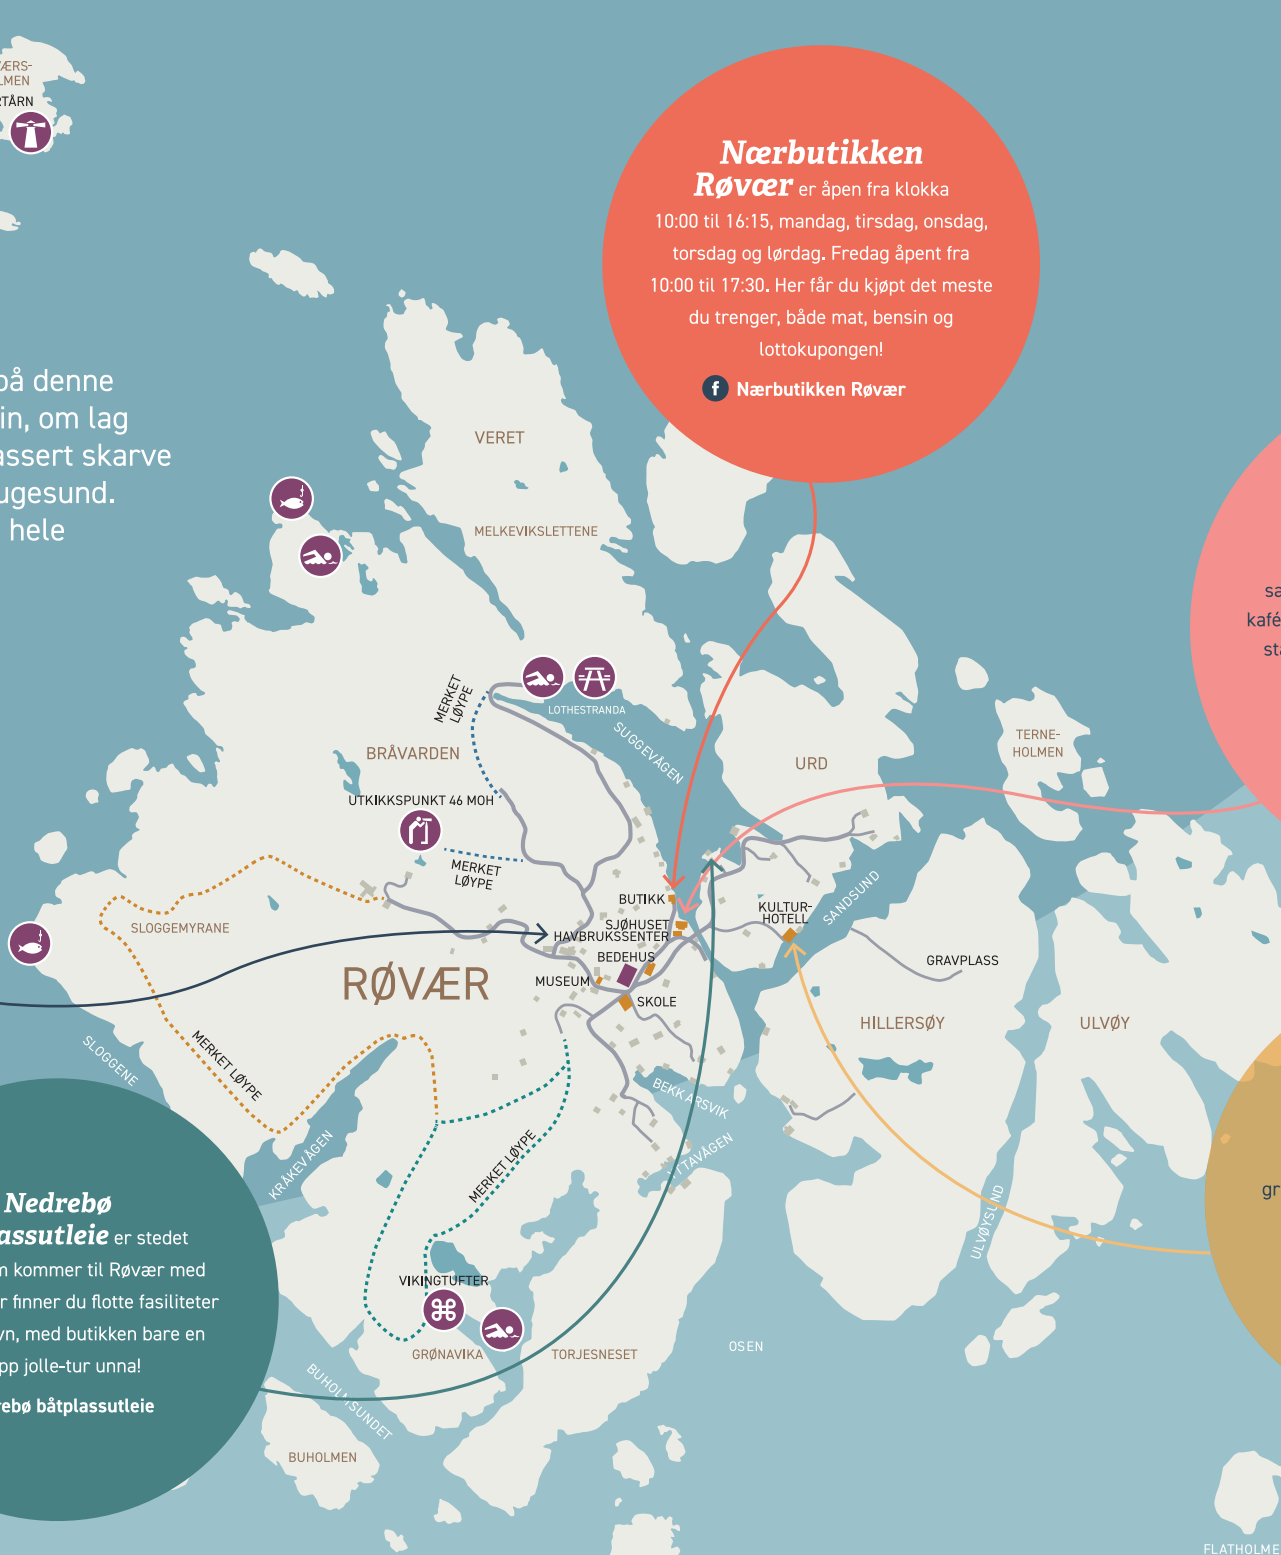 TÅRN
på denne
in, om lag
assert skarve
ugesund.
hele
Nærbutikken
Røvær er åpen fra klokka
10:00 til 16:15, mandag, tirsdag, onsdag,
torsdag og lørdag. Fredag åpent fra
10:00 til 17:30. Her får du kjøpt det meste
du trenger, både mat, bensin og
lottokupongen!
f Nærbutikken Røvær
VERET
MELKEVIKSLETTENE
kafé
MERKET
LØYPE
LOTHESTRANDA
SUGGEVÅGEN
BRÅVARDEN
URD
TERNE-
HOLMEN
UTKIKKSPUNKT 46 MOH
MERKET
LØYPE
SLOGGEMYRANE
BUTIKK
SJØHUSET
HAVBRUKSSENTER
BEDEHUS
MUSEUM
SKOLE
KULTUR-
HOTELL
SANDSUND
GRAVPLASS
RØVÆR
HILLERSØY
ULVØY
SLOGGENE
MERKET LØYPE
BEKKARSVIK
KRÅKEVÅGEN
MERKET LØYPE
ULVØYSUND
gr
Nedrebø
assutleie er stedet
m kommer til Røvær med
r finner du flotte fasiliteter
vn, med butikken bare en
pp jolle-tur unna!
rebø båtplassutleie
VIKINGTUFTER
GRØNAVIKA
TORJESNESET
OSEN
BUHOLMSUNDET
BUHOLMEN
FLATHOLME